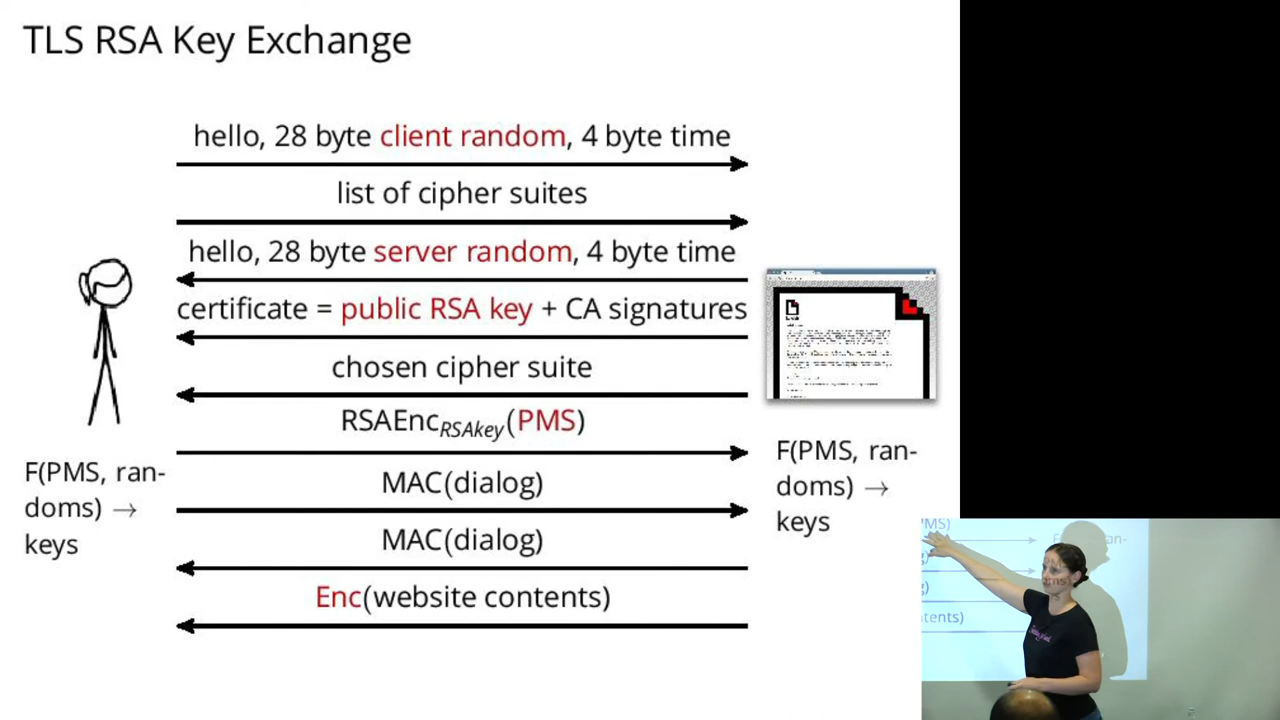 TLS RSA Key Exchange
hello, 28 byte client random, 4 byte time
list of cipher suites
hello, 28 byte server random, 4 byte time
certificate = public RSA key + CA signatures
chosen cipher suite
RSAEncRSAkey(PMS)
F(PMS, ran-
doms) →
keys
MAC(dialog)
MAC(dialog)
Enc(website contents)
F(PMS, ran-
doms) →
keys